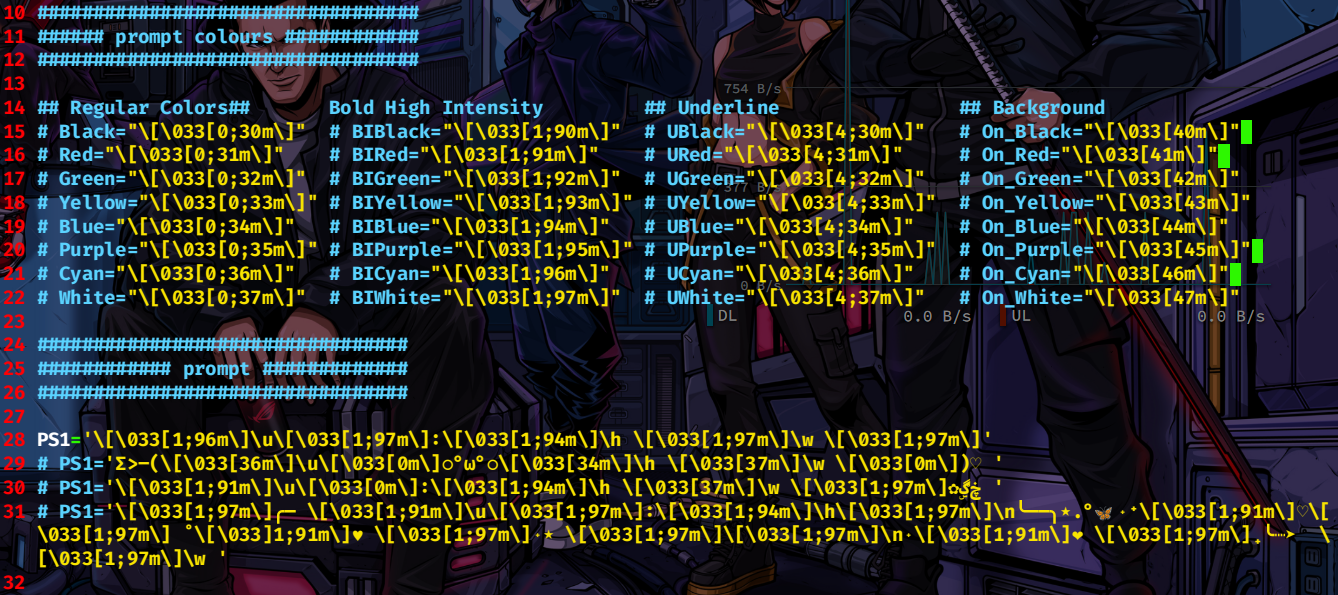 10 ##################################
11 ###### prompt colours ############
12 ##################################
13
14 ## Regular Colors##       Bold High Intensity         ## Underline                 ## Background
15 # Black="\[\033[0;30m\]"  # BIBlack="\[\033[1;90m\]"  # UBlack="\[\033[4;30m\]"  # On_Black="\[\033[40m\]"
16 # Red="\[\033[0;31m\]"    # BIRed="\[\033[1;91m\]"    # URed="\[\033[4;31m\]"    # On_Red="\[\033[41m\]"
17 # Green="\[\033[0;32m\]"  # BIGreen="\[\033[1;92m\]"  # UGreen="\[\033[4;32m\]"  # On_Green="\[\033[42m\]"
18 # Yellow="\[\033[0;33m\]" # BIYellow="\[\033[1;93m\]" # UYellow="\[\033[4;33m\]" # On_Yellow="\[\033[43m\]"
19 # Blue="\[\033[0;34m\]"   # BIBlue="\[\033[1;94m\]"   # UBlue="\[\033[4;34m\]"   # On_Blue="\[\033[44m\]"
20 # Purple="\[\033[0;35m\]" # BIPurple="\[\033[1;95m\]" # UPurple="\[\033[4;35m\]" # On_Purple="\[\033[45m\]"
21 # Cyan="\[\033[0;36m\]"   # BICyan="\[\033[1;96m\]"   # UCyan="\[\033[4;36m\]"   # On_Cyan="\[\033[46m\]"
22 # White="\[\033[0;37m\]"  # BIWhite="\[\033[1;97m\]"  # UWhite="\[\033[4;37m\]"  # On_White="\[\033[47m\]"
23
24 #################################
25 ############ prompt #############
26 #################################
27
28 PS1='\[\033[1;96m\]\u\[\033[1;97m\]:\[\033[1;94m\]\h \[\033[1;97m\]\w \[\033[1;97m\]'
29 # PS1='Σ>―(\[\033[36m\]\u\[\033[0m\]○°ω°○\[\033[34m\]\h \[\033[37m\]\w \[\033[0m\])♡ '
30 # PS1='\[\033[1;91m\]\u\[\033[0m\]:\[\033[1;94m\]\h \[\033[37m\]\w \[\033[1;97m\] '
31 # PS1='\[\033[1;97m\]╭─ \[\033[1;91m\]\u\[\033[1;97m\]:\[\033[1;94m\]\h\[\033[1;97m\]\n╰──╮⋆.°🦋˖⁺\[\033[1;91m\]♡\[
\033[1;97m\] ˚\[\033]1;91m\]♥ \[\033[1;97m\]˖⋆ \[\033[1;97m\]\[\033[1;97m\]\n˖\[\033[1;91m\]❤ \[\033[1;97m\]˖╰┈➤ \
[\033[1;97m\]\w '
32
754 B/s
377 B/s
0 B/s
DL 0.0 B/s UL 0.0 B/s